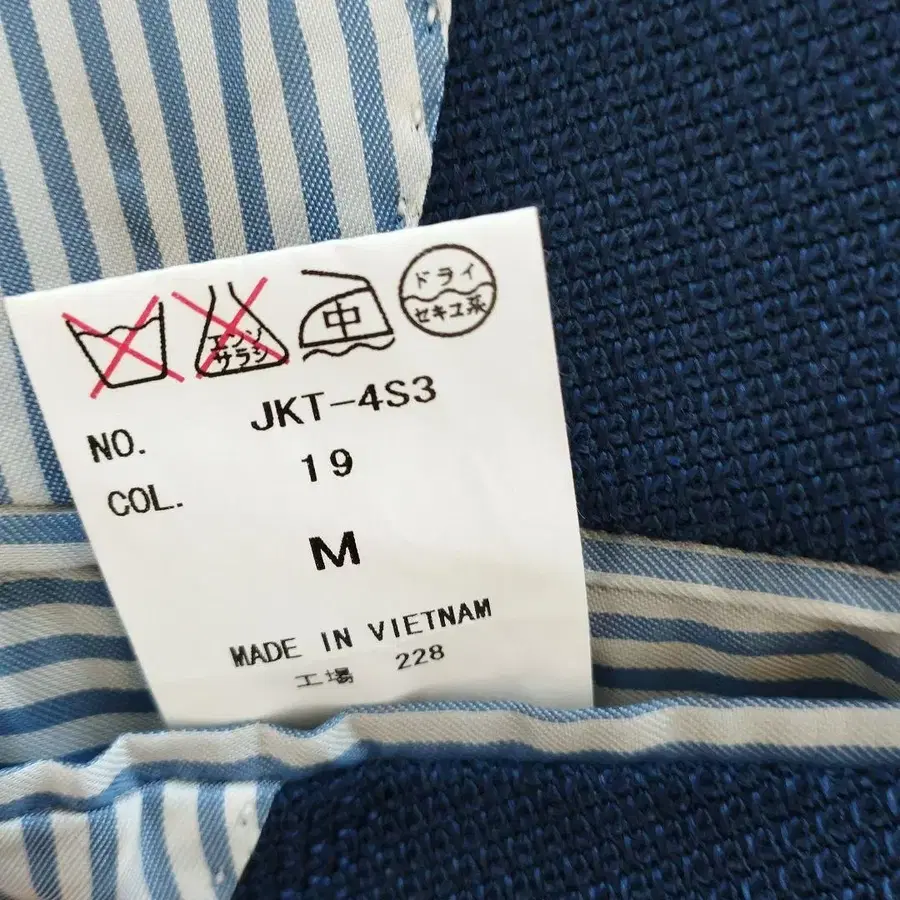 エンソ
サラシ
中
ドライ
セキユ系
NO. JKT-4S3
COL. 19
M
MADE IN VIETNAM
工場 228